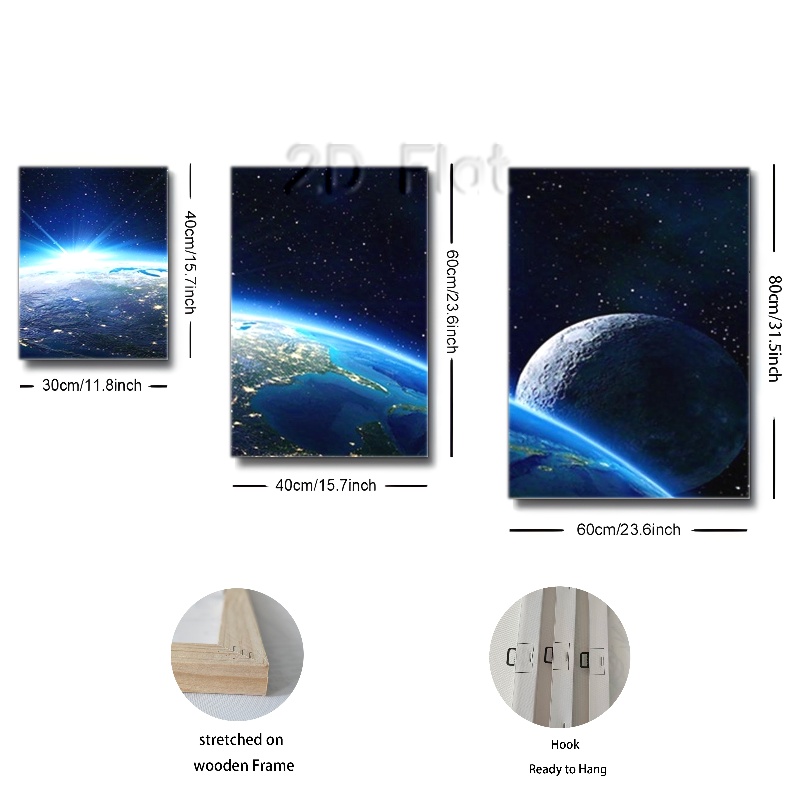 2D Flat
40cm/15.7inch
30cm/11.8inch
60cm/23.6inch
40cm/15.7inch
80cm/31.5inch
60cm/23.6inch
stretched on
wooden Frame
Hook
Ready to Hang